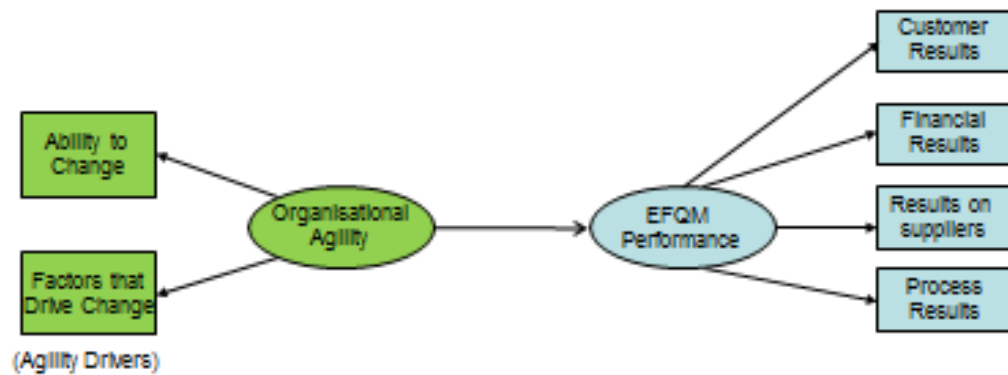 Customer
Results
Financial
Results
Ability to
Change
Organisational
Agility
EFQM
Performance
Results on
suppliers
Factors that
Drive Change
Process
Results
(Agility Drivers)